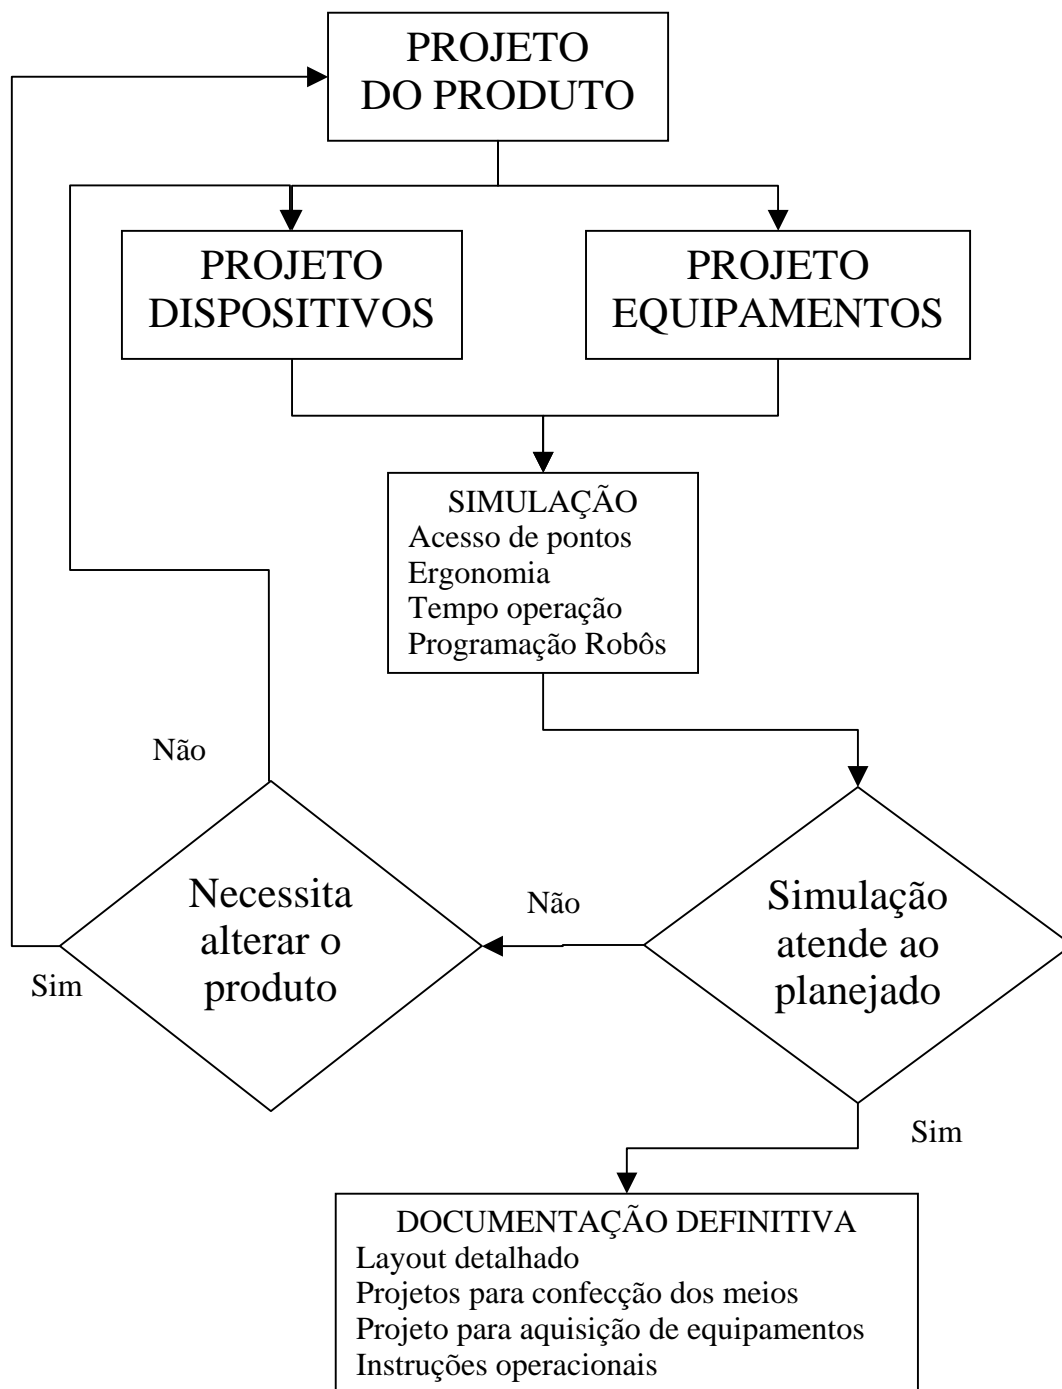 PROJETO
DO PRODUTO
PROJETO
DISPOSITIVOS
PROJETO
EQUIPAMENTOS
SIMULAÇÃO
Acesso de pontos
Ergonomia
Tempo operação
Programação Robôs
Não
Necessita
alterar o
produto
Sim
Não
Simulação
atende ao
planejado
Sim
DOCUMENTAÇÃO DEFINITIVA
Layout detalhado
Projetos para confecção dos meios
Projeto para aquisição de equipamentos
Instruções operacionais